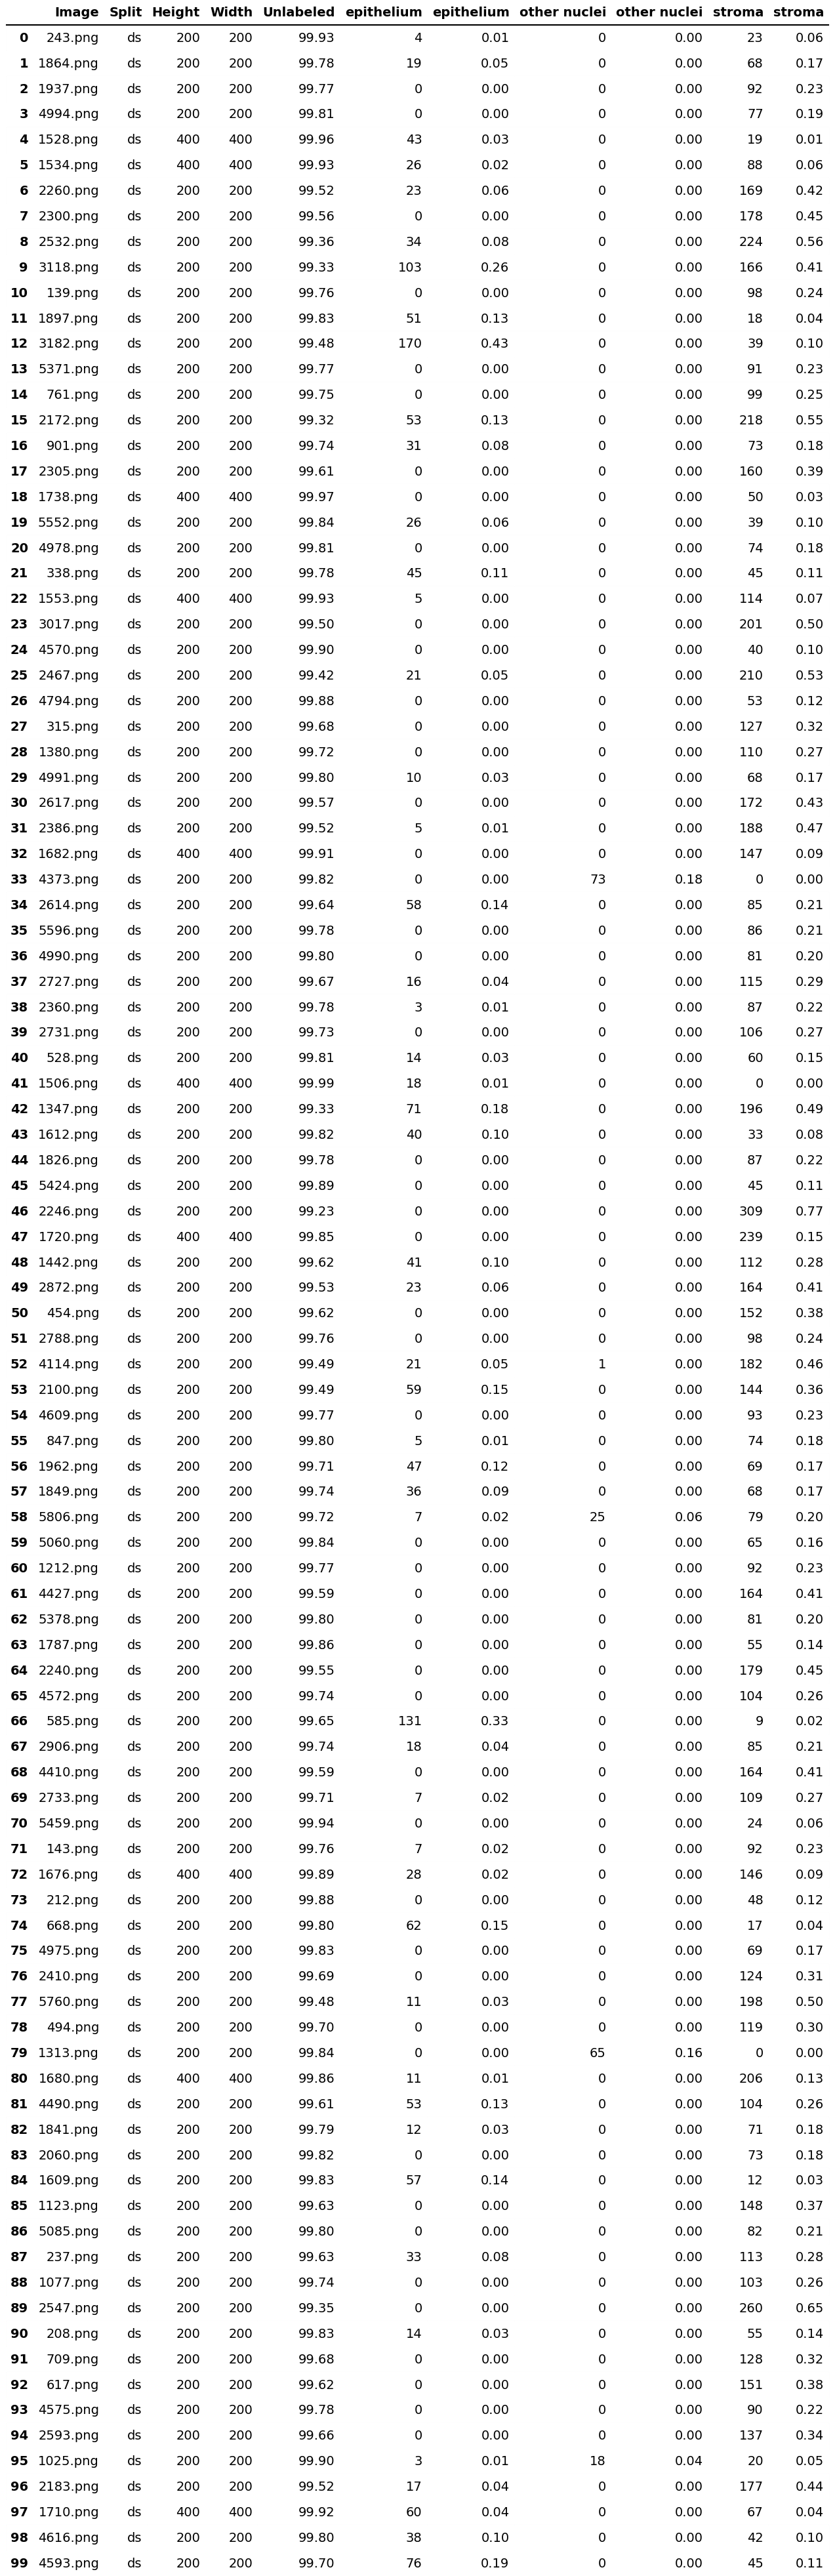 Image Split Height Width Unlabeled epithelium epithelium other nuclei other nuclei stroma stroma
0 243.png ds 200 200 99.93 4 0.01 0 0.00 23 0.06
1 1864.png ds 200 200 99.78 19 0.05 0 0.00 68 0.17
2 1937.png ds 200 200 99.77 0 0.00 0 0.00 92 0.23
3 4994.png ds 200 200 99.81 0 0.00 0 0.00 77 0.19
4 1528.png ds 400 400 99.96 43 0.03 0 0.00 19 0.01
5 1534.png ds 400 400 99.93 26 0.02 0 0.00 88 0.06
6 2260.png ds 200 200 99.52 23 0.06 0 0.00 169 0.42
7 2300.png ds 200 200 99.56 0 0.00 0 0.00 178 0.45
8 2532.png ds 200 200 99.36 34 0.08 0 0.00 224 0.56
9 3118.png ds 200 200 99.33 103 0.26 0 0.00 166 0.41
10 139.png ds 200 200 99.76 0 0.00 0 0.00 98 0.24
11 1897.png ds 200 200 99.83 51 0.13 0 0.00 18 0.04
12 3182.png ds 200 200 99.48 170 0.43 0 0.00 39 0.10
13 5371.png ds 200 200 99.77 0 0.00 0 0.00 91 0.23
14 761.png ds 200 200 99.75 0 0.00 0 0.00 99 0.25
15 2172.png ds 200 200 99.32 53 0.13 0 0.00 218 0.55
16 901.png ds 200 200 99.74 31 0.08 0 0.00 73 0.18
17 2305.png ds 200 200 99.61 0 0.00 0 0.00 160 0.39
18 1738.png ds 400 400 99.97 0 0.00 0 0.00 50 0.03
19 5552.png ds 200 200 99.84 26 0.06 0 0.00 39 0.10
20 4978.png ds 200 200 99.81 0 0.00 0 0.00 74 0.18
21 338.png ds 200 200 99.78 45 0.11 0 0.00 45 0.11
22 1553.png ds 400 400 99.93 5 0.00 0 0.00 114 0.07
23 3017.png ds 200 200 99.50 0 0.00 0 0.00 201 0.50
24 4570.png ds 200 200 99.90 0 0.00 0 0.00 40 0.10
25 2467.png ds 200 200 99.42 21 0.05 0 0.00 210 0.53
26 4794.png ds 200 200 99.88 0 0.00 0 0.00 53 0.12
27 315.png ds 200 200 99.68 0 0.00 0 0.00 127 0.32
28 1380.png ds 200 200 99.72 0 0.00 0 0.00 110 0.27
29 4991.png ds 200 200 99.80 10 0.03 0 0.00 68 0.17
30 2617.png ds 200 200 99.57 0 0.00 0 0.00 172 0.43
31 2386.png ds 200 200 99.52 5 0.01 0 0.00 188 0.47
32 1682.png ds 400 400 99.91 0 0.00 0 0.00 147 0.09
33 4373.png ds 200 200 99.82 0 0.00 73 0.18 0 0.00
34 2614.png ds 200 200 99.64 58 0.14 0 0.00 85 0.21
35 5596.png ds 200 200 99.78 0 0.00 0 0.00 86 0.21
36 4990.png ds 200 200 99.80 0 0.00 0 0.00 81 0.20
37 2727.png ds 200 200 99.67 16 0.04 0 0.00 115 0.29
38 2360.png ds 200 200 99.78 3 0.01 0 0.00 87 0.22
39 2731.png ds 200 200 99.73 0 0.00 0 0.00 106 0.27
40 528.png ds 200 200 99.81 14 0.03 0 0.00 60 0.15
41 1506.png ds 400 400 99.99 18 0.01 0 0.00 0 0.00
42 1347.png ds 200 200 99.33 71 0.18 0 0.00 196 0.49
43 1612.png ds 200 200 99.82 40 0.10 0 0.00 33 0.08
44 1826.png ds 200 200 99.78 0 0.00 0 0.00 87 0.22
45 5424.png ds 200 200 99.89 0 0.00 0 0.00 45 0.11
46 2246.png ds 200 200 99.23 0 0.00 0 0.00 309 0.77
47 1720.png ds 400 400 99.85 0 0.00 0 0.00 239 0.15
48 1442.png ds 200 200 99.62 41 0.10 0 0.00 112 0.28
49 2872.png ds 200 200 99.53 23 0.06 0 0.00 164 0.41
50 454.png ds 200 200 99.62 0 0.00 0 0.00 152 0.38
51 2788.png ds 200 200 99.76 0 0.00 0 0.00 98 0.24
52 4114.png ds 200 200 99.49 21 0.05 1 0.00 182 0.46
53 2100.png ds 200 200 99.49 59 0.15 0 0.00 144 0.36
54 4609.png ds 200 200 99.77 0 0.00 0 0.00 93 0.23
55 847.png ds 200 200 99.80 5 0.01 0 0.00 74 0.18
56 1962.png ds 200 200 99.71 47 0.12 0 0.00 69 0.17
57 1849.png ds 200 200 99.74 36 0.09 0 0.00 68 0.17
58 5806.png ds 200 200 99.72 7 0.02 25 0.06 79 0.20
59 5060.png ds 200 200 99.84 0 0.00 0 0.00 65 0.16
60 1212.png ds 200 200 99.77 0 0.00 0 0.00 92 0.23
61 4427.png ds 200 200 99.59 0 0.00 0 0.00 164 0.41
62 5378.png ds 200 200 99.80 0 0.00 0 0.00 81 0.20
63 1787.png ds 200 200 99.86 0 0.00 0 0.00 55 0.14
64 2240.png ds 200 200 99.55 0 0.00 0 0.00 179 0.45
65 4572.png ds 200 200 99.74 0 0.00 0 0.00 104 0.26
66 585.png ds 200 200 99.65 131 0.33 0 0.00 9 0.02
67 2906.png ds 200 200 99.74 18 0.04 0 0.00 85 0.21
68 4410.png ds 200 200 99.59 0 0.00 0 0.00 164 0.41
69 2733.png ds 200 200 99.71 7 0.02 0 0.00 109 0.27
70 5459.png ds 200 200 99.94 0 0.00 0 0.00 24 0.06
71 143.png ds 200 200 99.76 7 0.02 0 0.00 92 0.23
72 1676.png ds 400 400 99.89 28 0.02 0 0.00 146 0.09
73 212.png ds 200 200 99.88 0 0.00 0 0.00 48 0.12
74 668.png ds 200 200 99.80 62 0.15 0 0.00 17 0.04
75 4975.png ds 200 200 99.83 0 0.00 0 0.00 69 0.17
76 2410.png ds 200 200 99.69 0 0.00 0 0.00 124 0.31
77 5760.png ds 200 200 99.48 11 0.03 0 0.00 198 0.50
78 494.png ds 200 200 99.70 0 0.00 0 0.00 119 0.30
79 1313.png ds 200 200 99.84 0 0.00 65 0.16 0 0.00
80 1680.png ds 400 400 99.86 11 0.01 0 0.00 206 0.13
81 4490.png ds 200 200 99.61 53 0.13 0 0.00 104 0.26
82 1841.png ds 200 200 99.79 12 0.03 0 0.00 71 0.18
83 2060.png ds 200 200 99.82 0 0.00 0 0.00 73 0.18
84 1609.png ds 200 200 99.83 57 0.14 0 0.00 12 0.03
85 1123.png ds 200 200 99.63 0 0.00 0 0.00 148 0.37
86 5085.png ds 200 200 99.80 0 0.00 0 0.00 82 0.21
87 237.png ds 200 200 99.63 33 0.08 0 0.00 113 0.28
88 1077.png ds 200 200 99.74 0 0.00 0 0.00 103 0.26
89 2547.png ds 200 200 99.35 0 0.00 0 0.00 260 0.65
90 208.png ds 200 200 99.83 14 0.03 0 0.00 55 0.14
91 709.png ds 200 200 99.68 0 0.00 0 0.00 128 0.32
92 617.png ds 200 200 99.62 0 0.00 0 0.00 151 0.38
93 4575.png ds 200 200 99.78 0 0.00 0 0.00 90 0.22
94 2593.png ds 200 200 99.66 0 0.00 0 0.00 137 0.34
95 1025.png ds 200 200 99.90 3 0.01 18 0.04 20 0.05
96 2183.png ds 200 200 99.52 17 0.04 0 0.00 177 0.44
97 1710.png ds 400 400 99.92 60 0.04 0 0.00 67 0.04
98 4616.png ds 200 200 99.80 38 0.10 0 0.00 42 0.10
99 4593.png ds 200 200 99.70 76 0.19 0 0.00 45 0.11